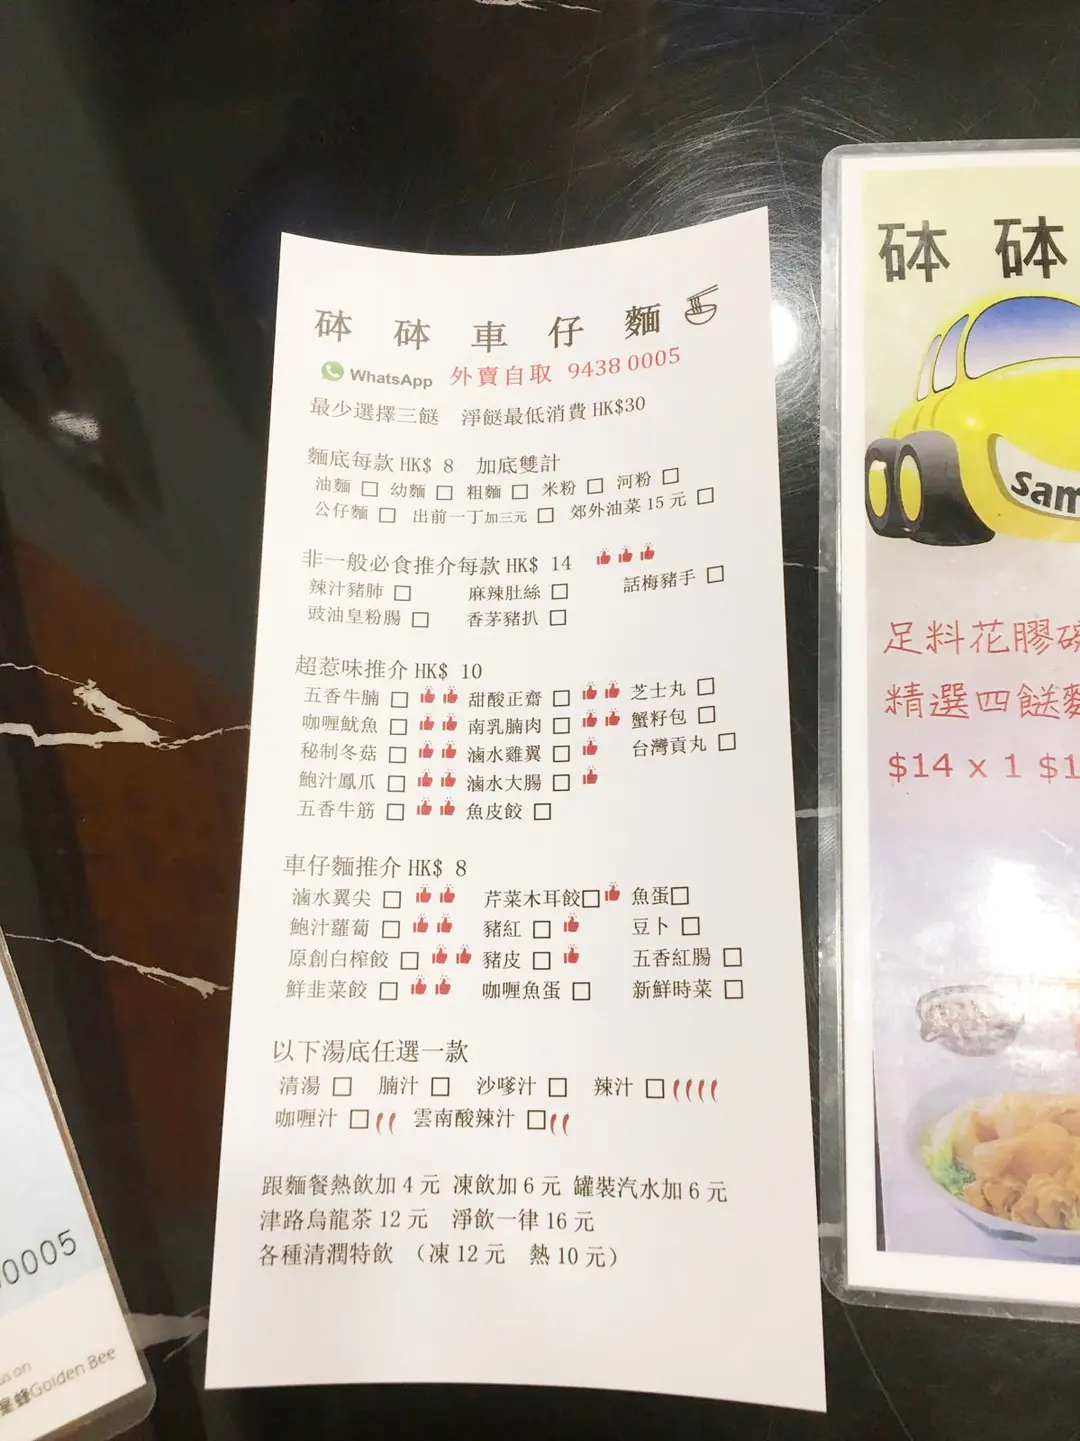 砵砵車仔麵
WhatsApp 外賣自取 9438 0005
最少選擇三餸 淨餸最低消費 HK$30
麵底每款 HK$ 8 加底雙計
油麵 □ 幼麵 □ 粗麵 □ 米粉 □ 河粉 □
公仔麵 □ 出前一丁加三元 □ 郊外油菜 15 元 □
非一般必食推介每款 HK$ 14
辣汁豬肺 □ 麻辣肚絲 □ 話梅豬手 □
豉油皇粉腸 □ 香茅豬扒 □
超惹味推介 HK$ 10
五香牛腩 □ 甜酸正齋 □ 芝士丸 □
咖喱魷魚 □ 南乳腩肉 □ 蟹籽包 □
秘制冬菇 □ 滷水雞翼 □ 台灣貢丸 □
鮑汁鳳爪 □ 滷水大腸 □
五香牛筋 □ 魚皮餃 □
車仔麵推介 HK$ 8
滷水翼尖 □ 芹菜木耳餃 □ 魚蛋 □
鮑汁蘿蔔 □ 豬紅 □ 豆卜 □
原創白榨餃 □ 豬皮 □ 五香紅腸 □
鮮韭菜餃 □ 咖喱魚蛋 □ 新鮮時菜 □
以下湯底任選一款
清湯 □ 腩汁 □ 沙嗲汁 □ 辣汁 □
咖喱汁 □ 雲南酸辣汁 □
跟麵餐熱飲加 4 元 凍飲加 6 元 罐裝汽水加 6 元
津路烏龍茶 12 元 淨飲一律 16 元
各種清潤特飲 （凍 12 元 熱 10 元）
砵砵
sam
足料花膠
精選四餸麵
$14 x 1 $1
0005
us on
蜂Golden Bee